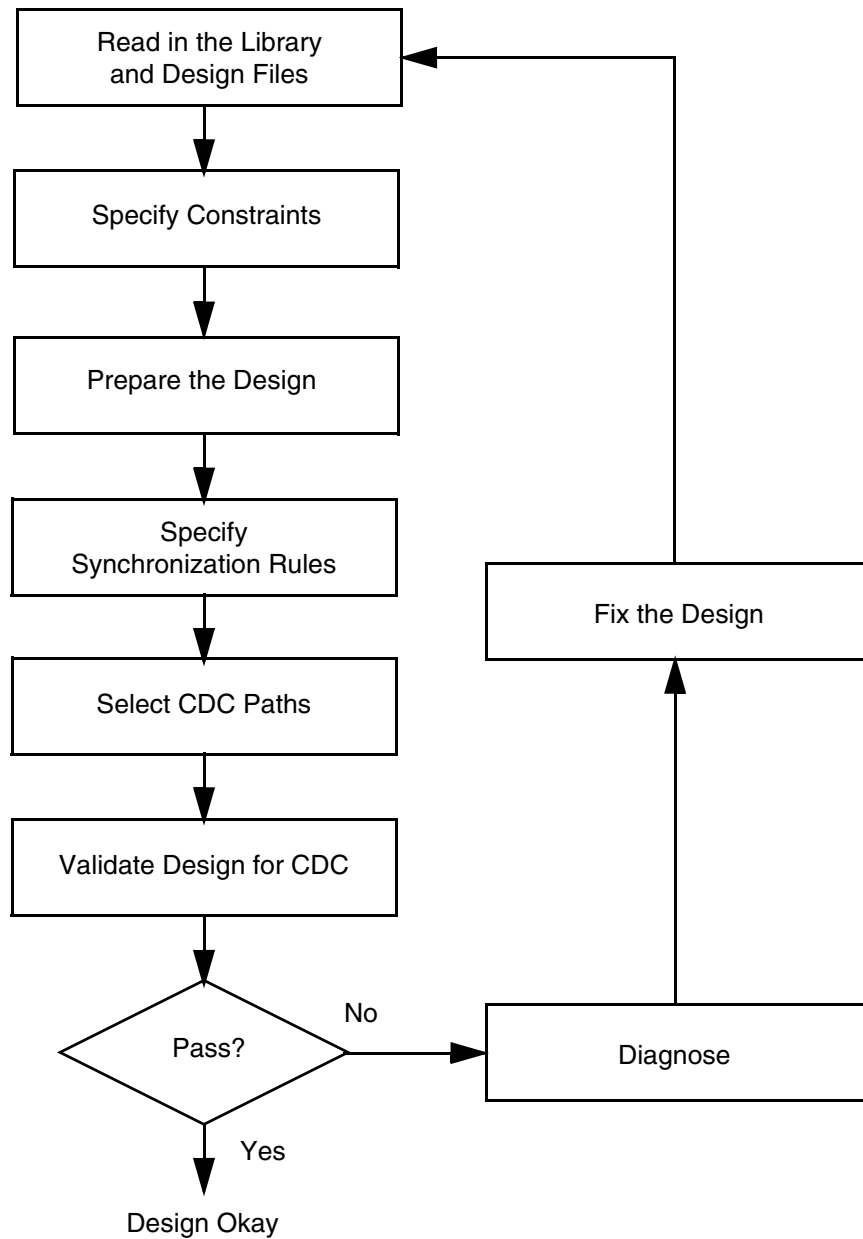 Read in the Library
and Design Files
Specify Constraints
Prepare the Design
Specify
Synchronization Rules
Select CDC Paths
Validate Design for CDC
Pass?
No
Yes
Design Okay
Diagnose
Fix the Design